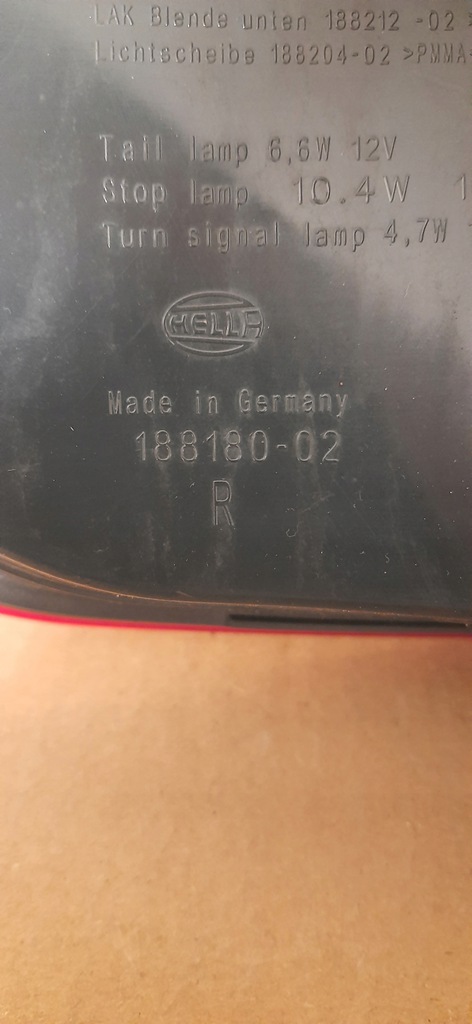 LAK Blende unten 188212 -02 >
Lichtscheibe 188204-02 >PMMA
Tail lamp 6,6W 12V
Stop lamp 10.4W 1
Turn signal lamp 4,7W
HELLA
Made in Germany
188180-02
R